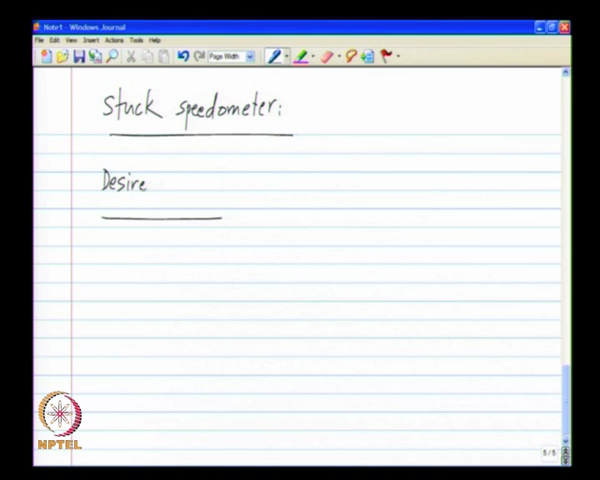 Note1 - Windows Journal
File Edit View Insert Actions Tools Help
Page Width
Stuck speedometer:
Desire
NPTEL
5/5